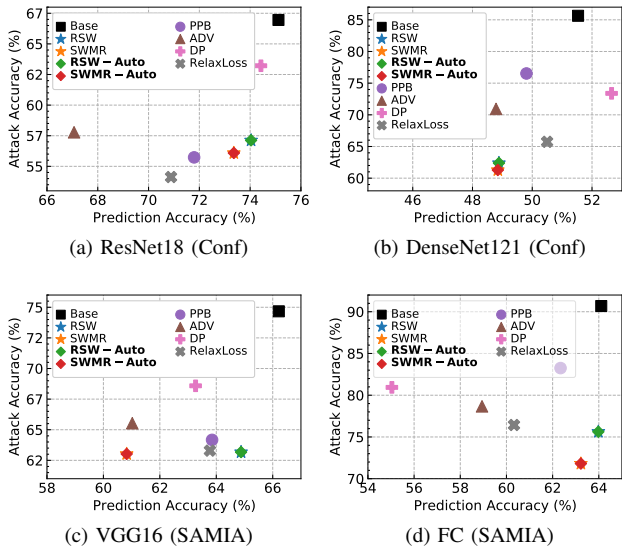 67
65
62
60
57
55
Attack Accuracy (%)
Base
RSW
SWMR
RSW−Auto
SWMR−Auto
PPB
ADV
DP
RelaxLoss
66 68 70 72 74 76
Prediction Accuracy (%)
(a) ResNet18 (Conf)
85
80
75
70
65
60
Attack Accuracy (%)
Base
RSW
SWMR
RSW−Auto
SWMR−Auto
PPB
ADV
DP
RelaxLoss
46 48 50 52
Prediction Accuracy (%)
(b) DenseNet121 (Conf)
75
72
70
67
65
62
Attack Accuracy (%)
Base
RSW
SWMR
RSW−Auto
SWMR−Auto
PPB
ADV
DP
RelaxLoss
58 60 62 64 66
Prediction Accuracy (%)
(c) VGG16 (SAMIA)
90
85
80
75
70
Attack Accuracy (%)
Base
RSW
SWMR
RSW−Auto
SWMR−Auto
PPB
ADV
DP
RelaxLoss
54 56 58 60 62 64
Prediction Accuracy (%)
(d) FC (SAMIA)